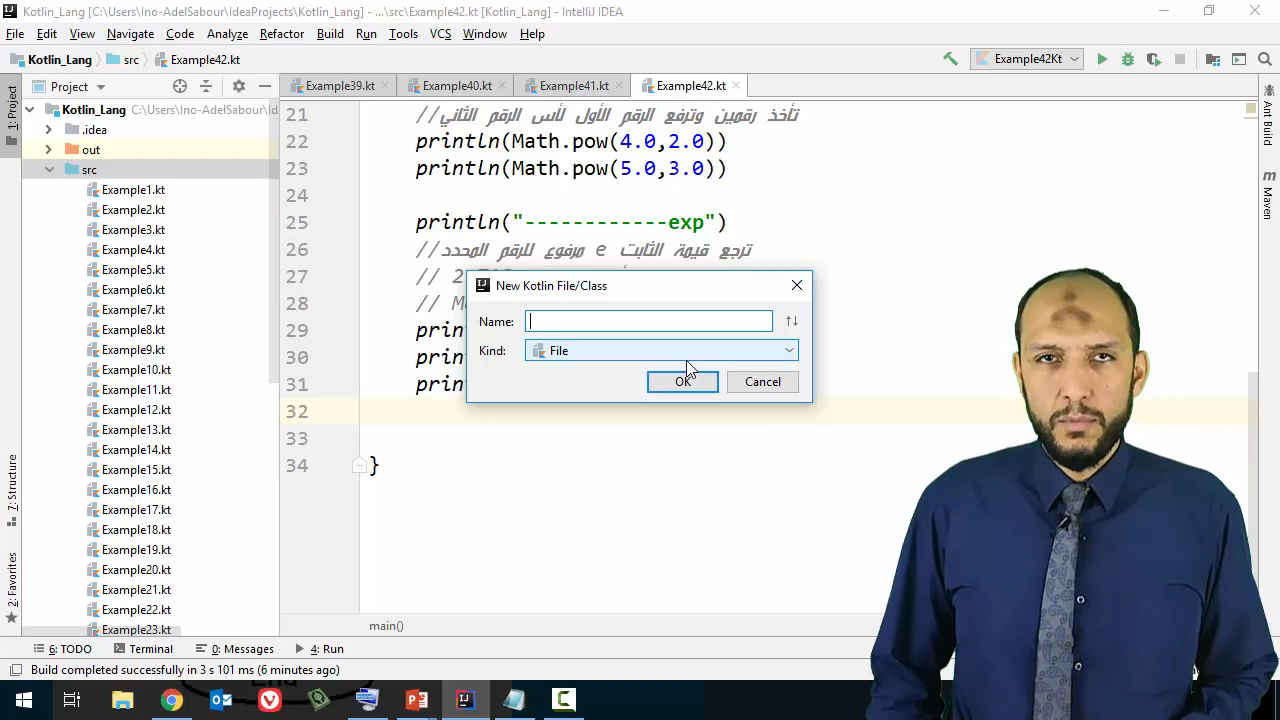 Kotlin_Lang [C:\Users\Ino-AdelSabour\IdeaProjects\Kotlin_Lang] - ...\src\Example42.kt [Kotlin_Lang] - IntelliJ IDEA
File Edit View Navigate Code Analyze Refactor Build Run Tools VCS Window Help
Kotlin_Lang src Example42.kt Example42Kt
Project Example39.kt Example40.kt Example41.kt Example42.kt
1: Project
Kotlin_Lang C:\Users\Ino-AdelSabour\Id
.idea
out
src
Example1.kt
Example2.kt
Example3.kt
Example4.kt
Example5.kt
Example6.kt
Example7.kt
Example8.kt
Example9.kt
Example10.kt
Example11.kt
Example12.kt
Example13.kt
Example14.kt
Example15.kt
Example16.kt
Example17.kt
Example18.kt
Example19.kt
Example20.kt
Example21.kt
Example22.kt
Example23.kt
7: Structure
2: Favorites
21 //تأخذ رقمين وترفع الرقم الأول لأس الرقم الثاني
22 println(Math.pow(4.0,2.0))
23 println(Math.pow(5.0,3.0))
24
25 println("------------exp")
26 //ترجع قيمة الثابت e مرفوع للرقم المحدد
27 // 2
28 // M
29 prin
30 prin
31 prin
32
33
34 }
New Kotlin File/Class
Name:
Kind: File
OK Cancel
Ant Build
Maven
main()
6: TODO Terminal 0: Messages 4: Run
Build completed successfully in 3 s 101 ms (6 minutes ago)